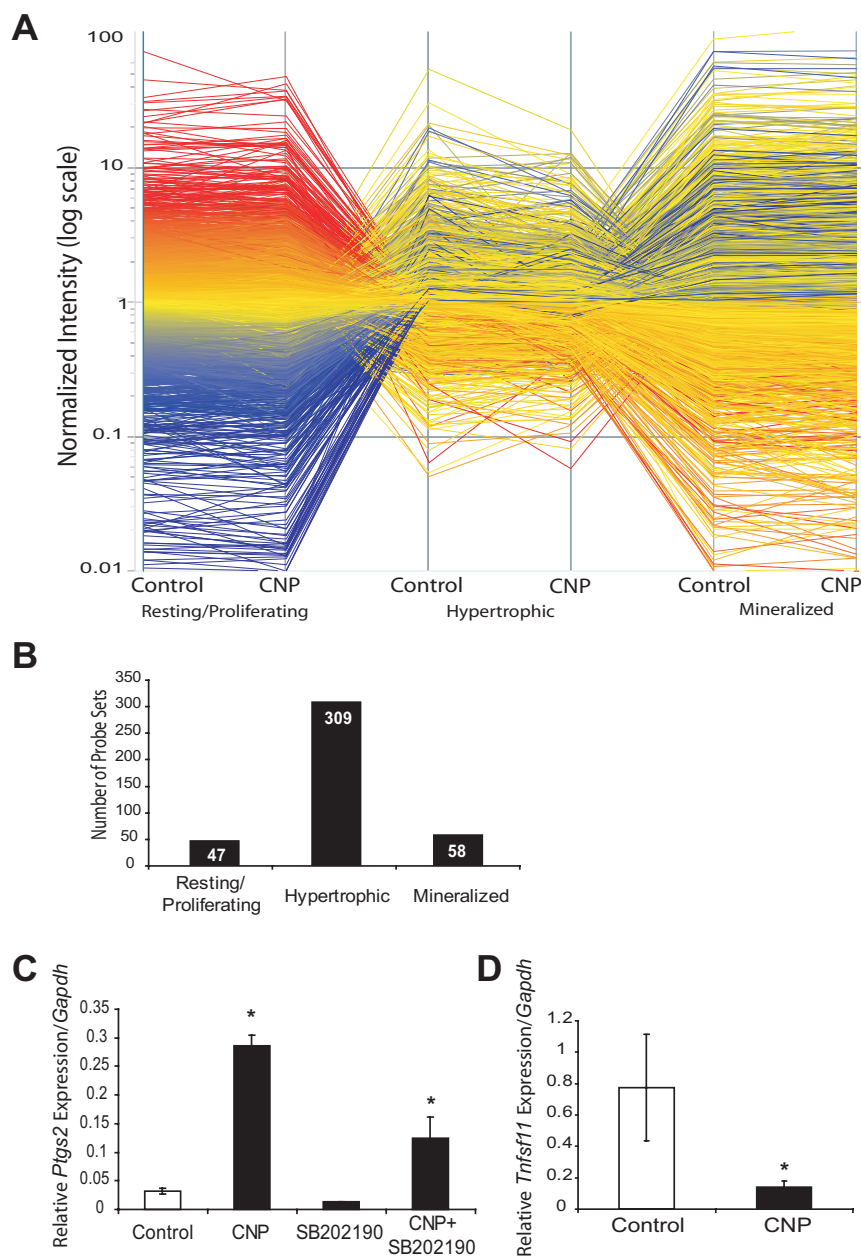 A
Normalized Intensity (log scale)
100
10
1
0.1
0.01
Control CNP Control CNP Control CNP
Resting/Proliferating Hypertrophic Mineralized
B
Number of Probe Sets
350
300
250
200
150
100
50
0
47
309
58
Resting/
Proliferating
Hypertrophic
Mineralized
C
Relative Ptgs2 Expression/Gapdh
0.35
0.3
0.25
0.2
0.15
0.1
0.05
0
*
*
Control
CNP
SB202190
CNP+
SB202190
D
Relative Tnfsf11 Expression/Gapdh
1.2
1
0.8
0.6
0.4
0.2
0
*
Control
CNP